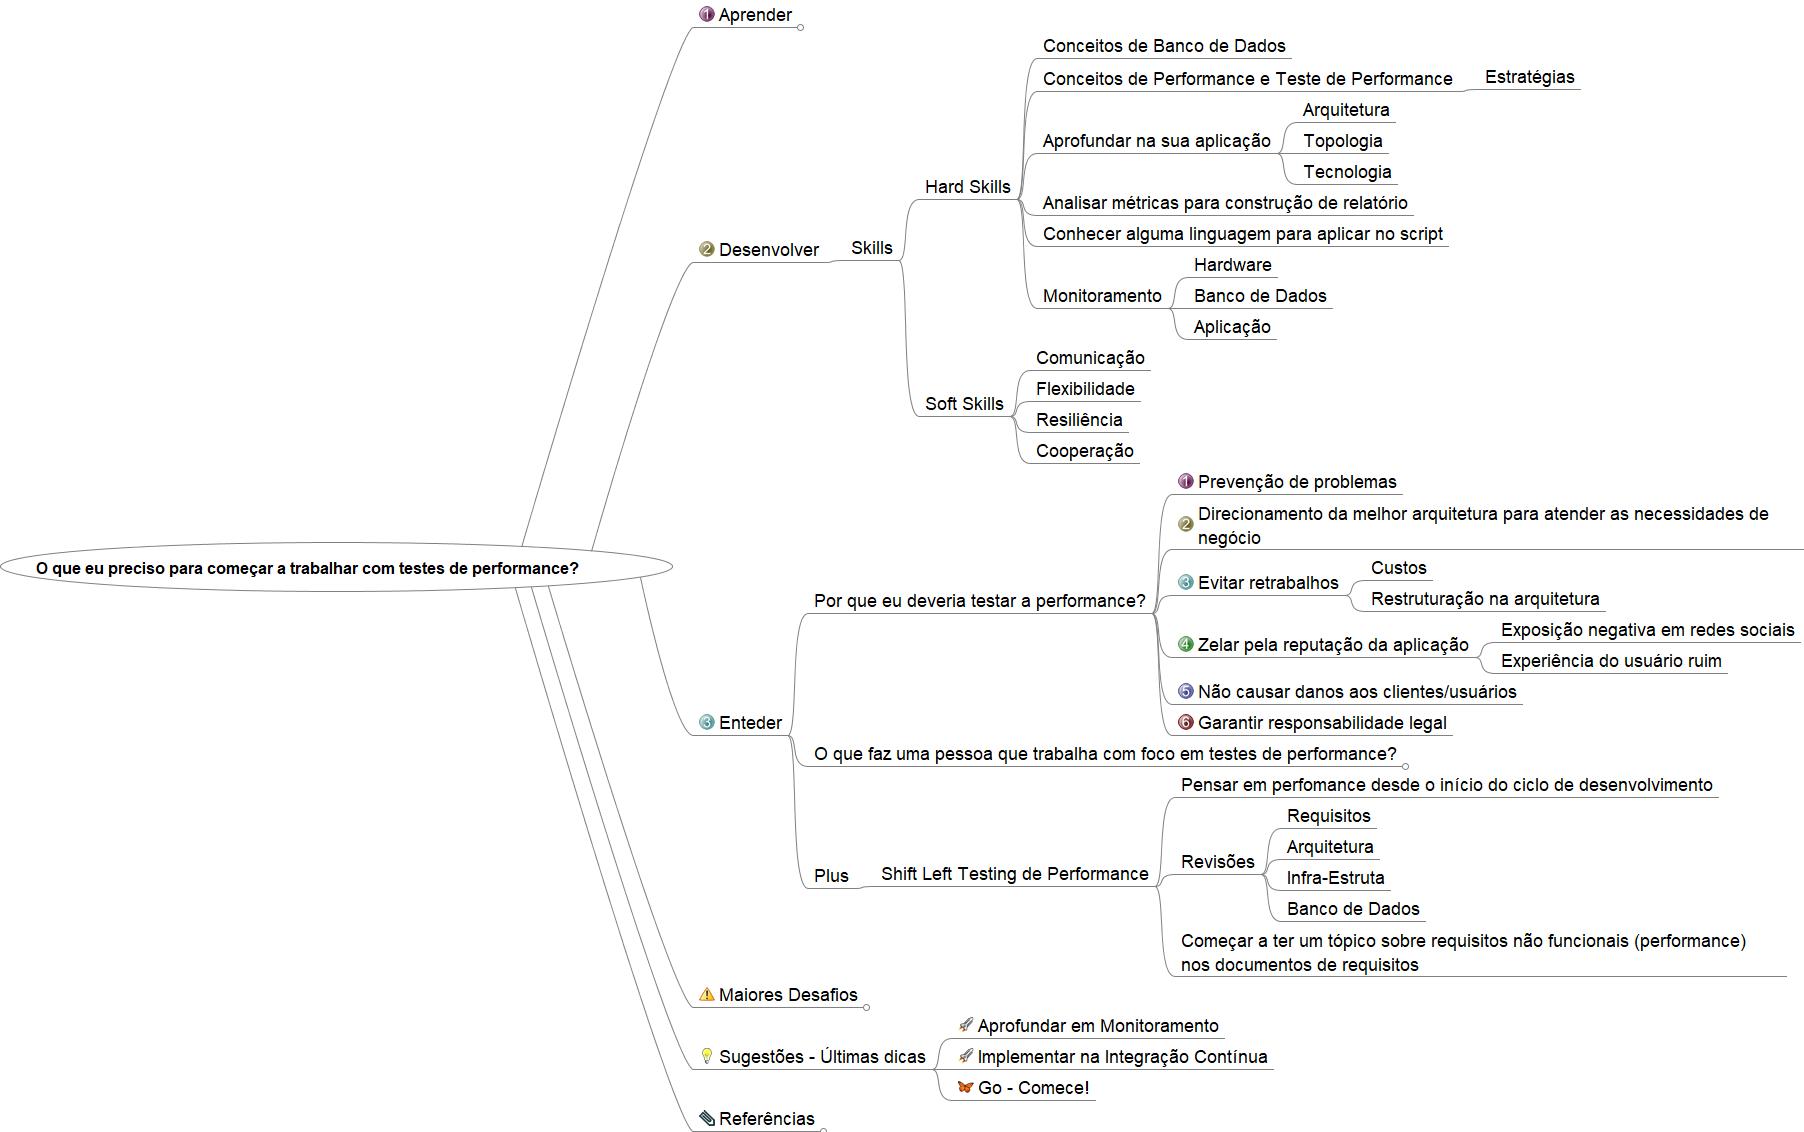 O que eu preciso para começar a trabalhar com testes de performance?
1 Aprender
2 Desenvolver
Skills
Hard Skills
Conceitos de Banco de Dados
Conceitos de Performance e Teste de Performance
Estratégias
Aprofundar na sua aplicação
Arquitetura
Topologia
Tecnologia
Analisar métricas para construção de relatório
Conhecer alguma linguagem para aplicar no script
Monitoramento
Hardware
Banco de Dados
Aplicação
Soft Skills
Comunicação
Flexibilidade
Resiliência
Cooperação
3 Enteder
Por que eu deveria testar a performance?
1 Prevenção de problemas
2 Direcionamento da melhor arquitetura para atender as necessidades de
negócio
3 Evitar retrabalhos
Custos
Restruturação na arquitetura
4 Zelar pela reputação da aplicação
Exposição negativa em redes sociais
Experiência do usuário ruim
5 Não causar danos aos clientes/usuários
6 Garantir responsabilidade legal
O que faz uma pessoa que trabalha com foco em testes de performance?
Plus
Shift Left Testing de Performance
Pensar em perfomance desde o início do ciclo de desenvolvimento
Revisões
Requisitos
Arquitetura
Infra-Estruta
Banco de Dados
Começar a ter um tópico sobre requisitos não funcionais (performance)
nos documentos de requisitos
Maiores Desafios
Sugestões - Últimas dicas
Aprofundar em Monitoramento
Implementar na Integração Contínua
Go - Comece!
Referências